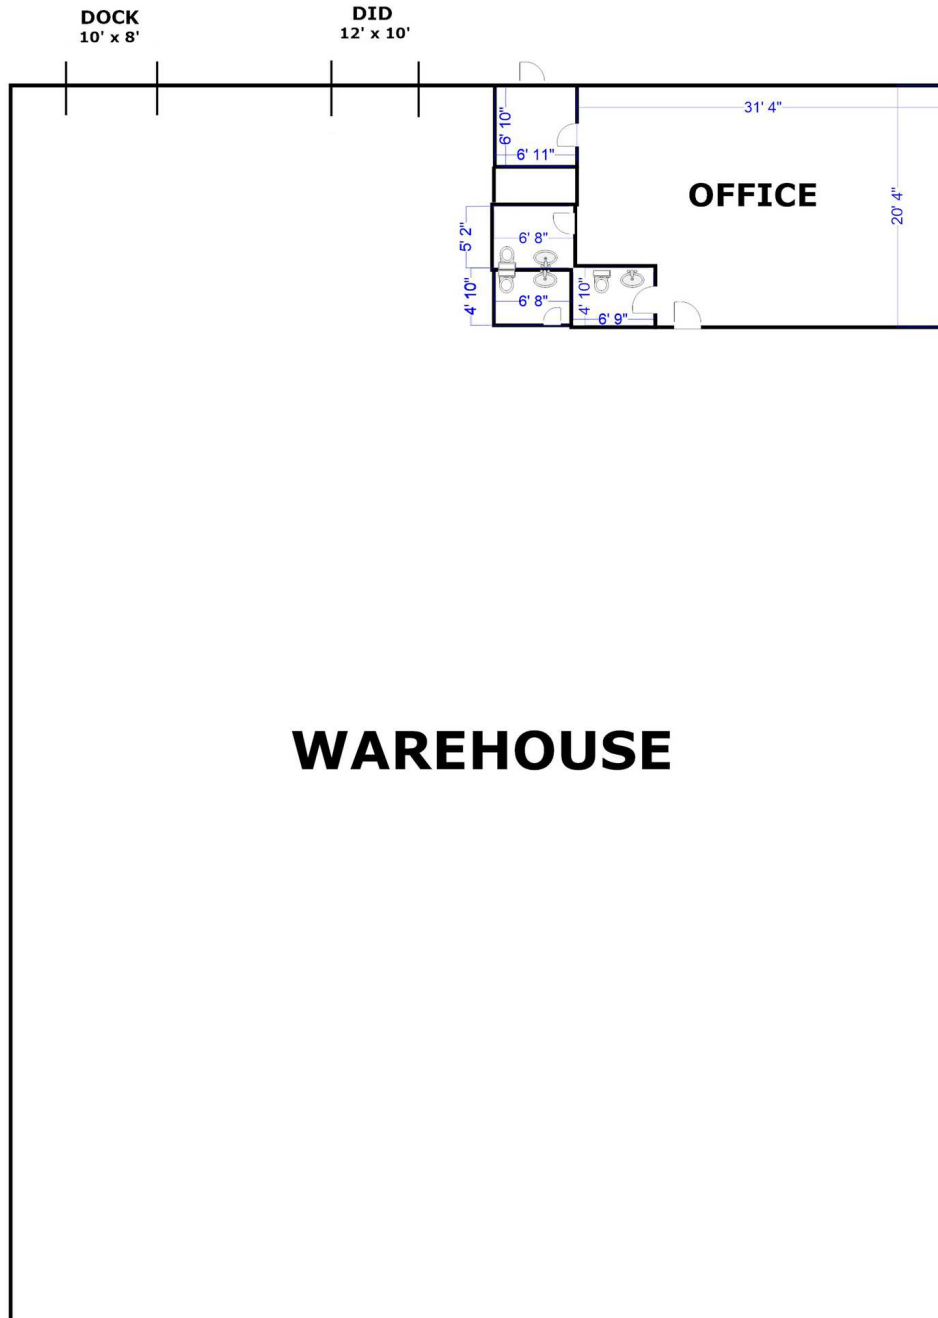 DOCK
10' x 8'
DID
12' x 10'
31' 4"
6' 10"
6' 11"
OFFICE
20' 4"
5' 2"
6' 8"
4' 10"
6' 8"
4' 10"
6' 9"
WAREHOUSE